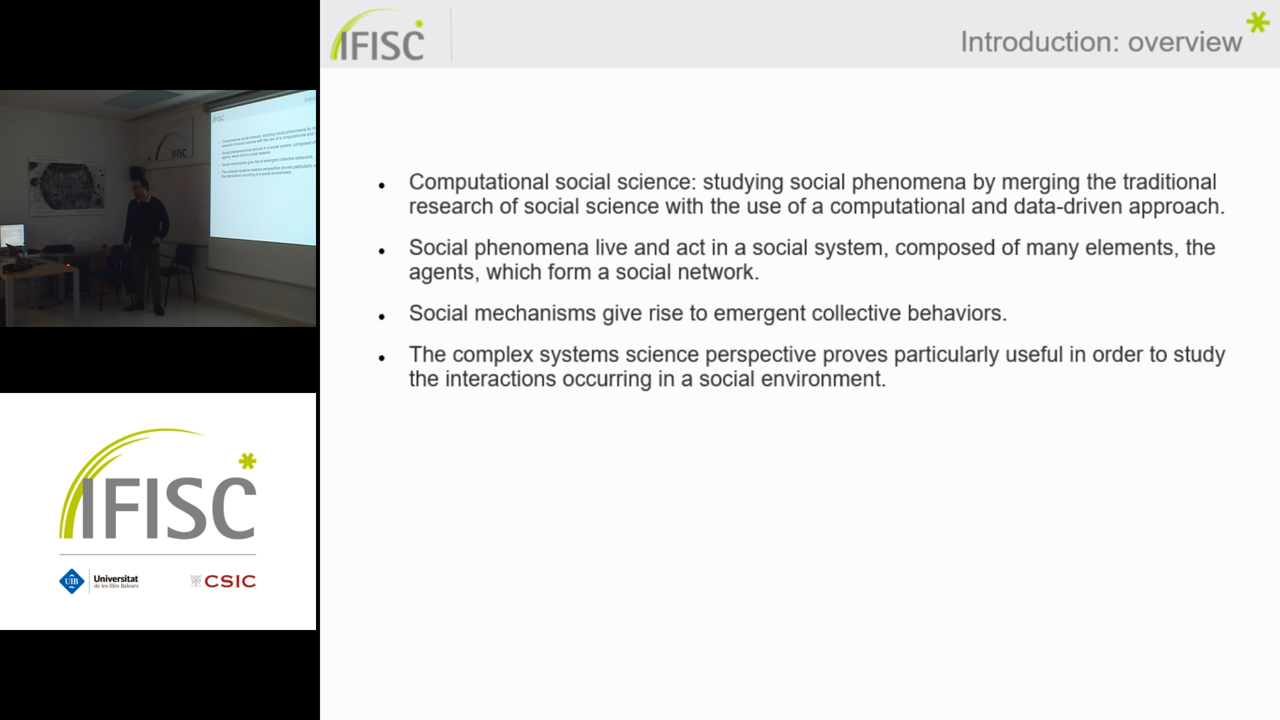 IFISC
Introduction: overview
Computational social science: studying social phenomena by merging the traditional
research of social science with the use of a computational and data-driven approach.
Social phenomena live and act in a social system, composed of many elements, the
agents, which form a social network.
Social mechanisms give rise to emergent collective behaviors.
The complex systems science perspective proves particularly useful in order to study
the interactions occurring in a social environment.
IFISC
IFISC
UIB
Universitat
de les Illes Balears
CSIC